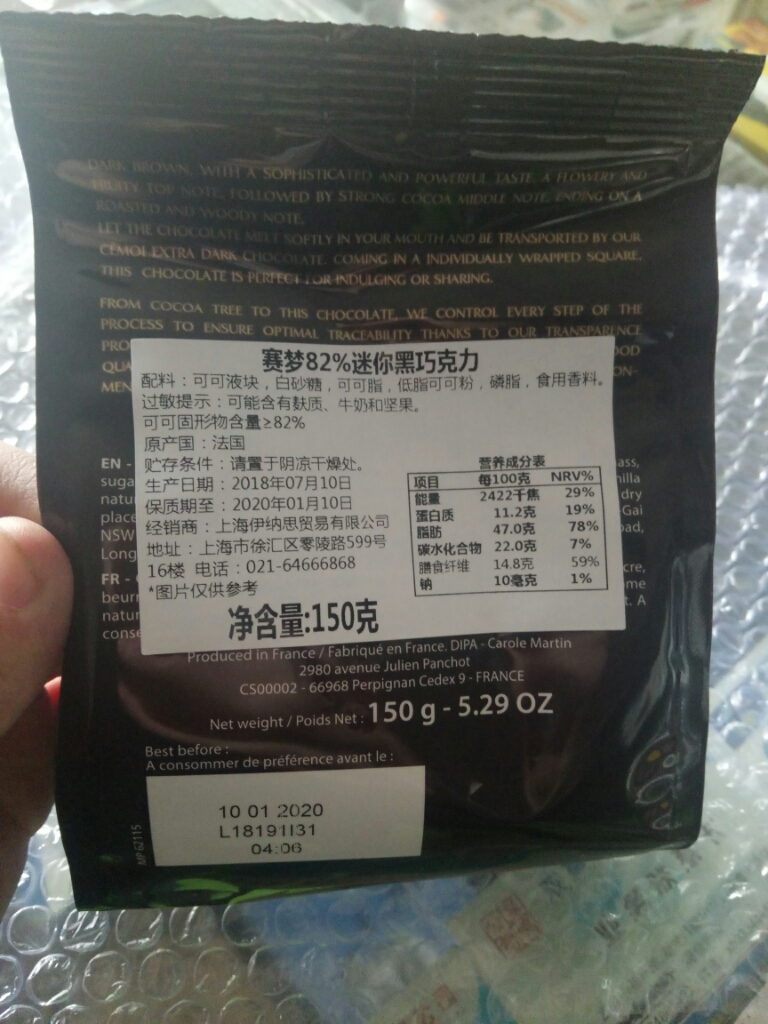 DARK BROWN, WITH A SOPHISTICATED AND POWERFUL TASTE, A FLOWERY AND
FRUITY TOP NOTE, FOLLOWED BY STRONG COCOA MIDDLE NOTE, ENDING ON A
ROASTED AND WOODY NOTE.
LET THE CHOCOLATE MELT SOFTLY IN YOUR MOUTH AND BE TRANSPORTED BY OUR
CÉMOI EXTRA DARK CHOCOLATE. COMING IN A INDIVIDUALLY WRAPPED SQUARE,
THIS CHOCOLATE IS PERFECT FOR INDULGING OR SHARING.
FROM COCOA TREE TO THIS CHOCOLATE, WE CONTROL EVERY STEP OF THE
PROCESS TO ENSURE OPTIMAL TRACEABILITY THANKS TO OUR TRANSPARENCE
赛梦82%迷你黑巧克力
配料：可可液块，白砂糖，可可脂，低脂可可粉，磷脂，食用香料。
过敏提示：可能含有麸质、牛奶和坚果。
可可固形物含量≥82%
原产国：法国
贮存条件：请置于阴凉干燥处。
生产日期：2018年07月10日
保质期至：2020年01月10日
经销商：上海伊纳思贸易有限公司
地址：上海市徐汇区零陵路599号
16楼 电话：021-64666868
*图片仅供参考
净含量:150克
营养成分表
项目 每100克 NRV%
能量 2422千焦 29%
蛋白质 11.2克 19%
脂肪 47.0克 78%
碳水化合物 22.0克 7%
膳食纤维 14.8克 59%
钠 10毫克 1%
EN -
FR -
Produced in France / Fabriqué en France. DIPA - Carole Martin
2980 avenue Julien Panchot
CS00002 - 66968 Perpignan Cedex 9 - FRANCE
Net weight / Poids Net : 150 g - 5.29 OZ
Best before :
A consommer de préférence avant le :
10 01 2020
L18191I31
04:06
MP 62115